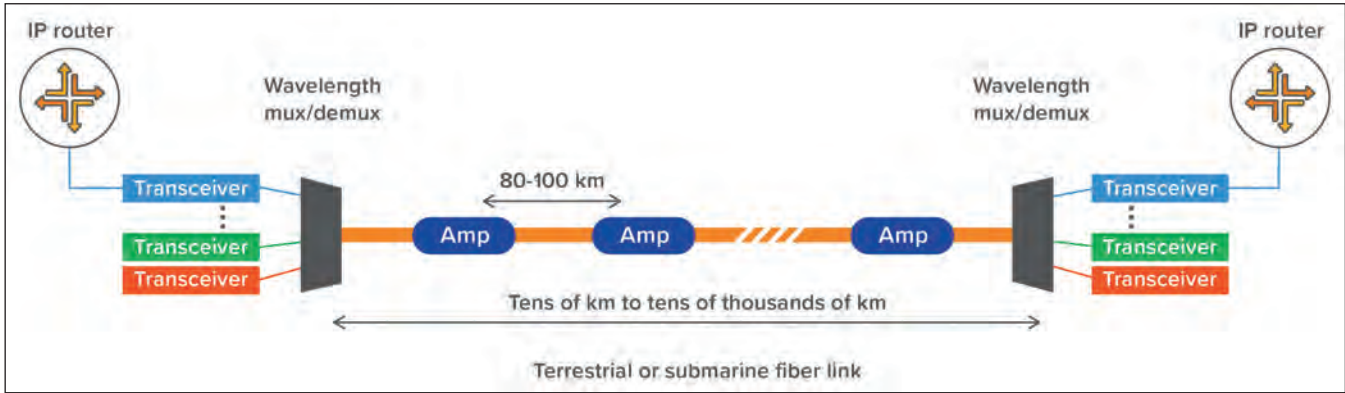 IP router
IP router
Wavelength
mux/demux
Wavelength
mux/demux
80-100 km
Transceiver
Transceiver
Transceiver
Amp
Amp
Amp
Transceiver
Transceiver
Transceiver
Tens of km to tens of thousands of km
Terrestrial or submarine fiber link